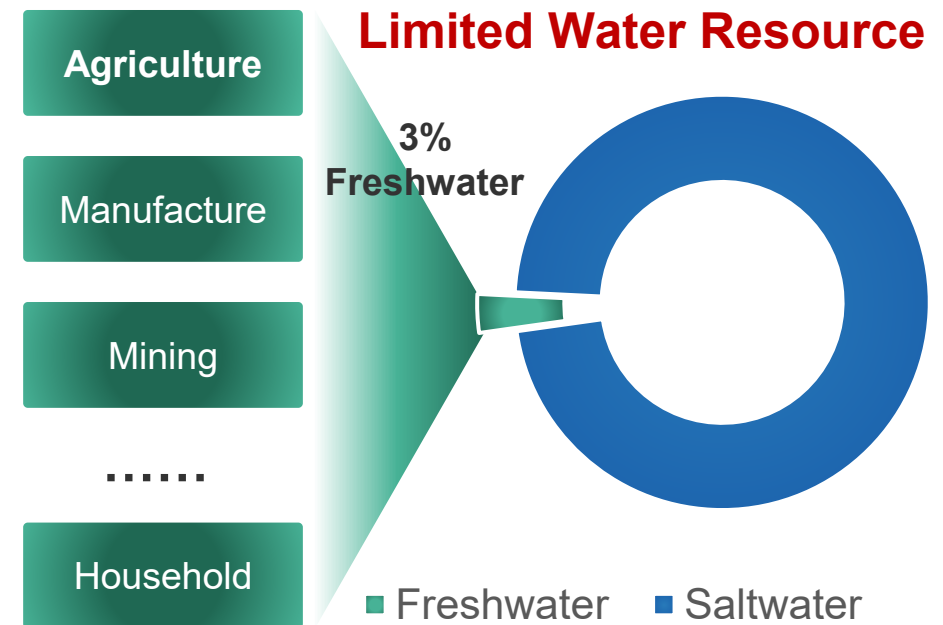 Limited Water Resource
Agriculture
3%
Freshwater
Manufacture
Mining
......
Household
Freshwater
Saltwater